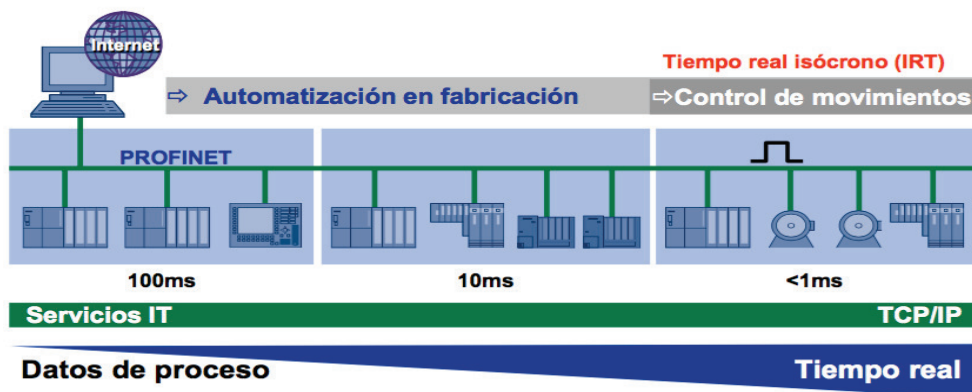 Internet
Tiempo real isócrono (IRT)
⇨ Automatización en fabricación
⇨Control de movimientos
PROFINET
100ms
10ms
<1ms
Servicios IT
TCP/IP
Datos de proceso
Tiempo real